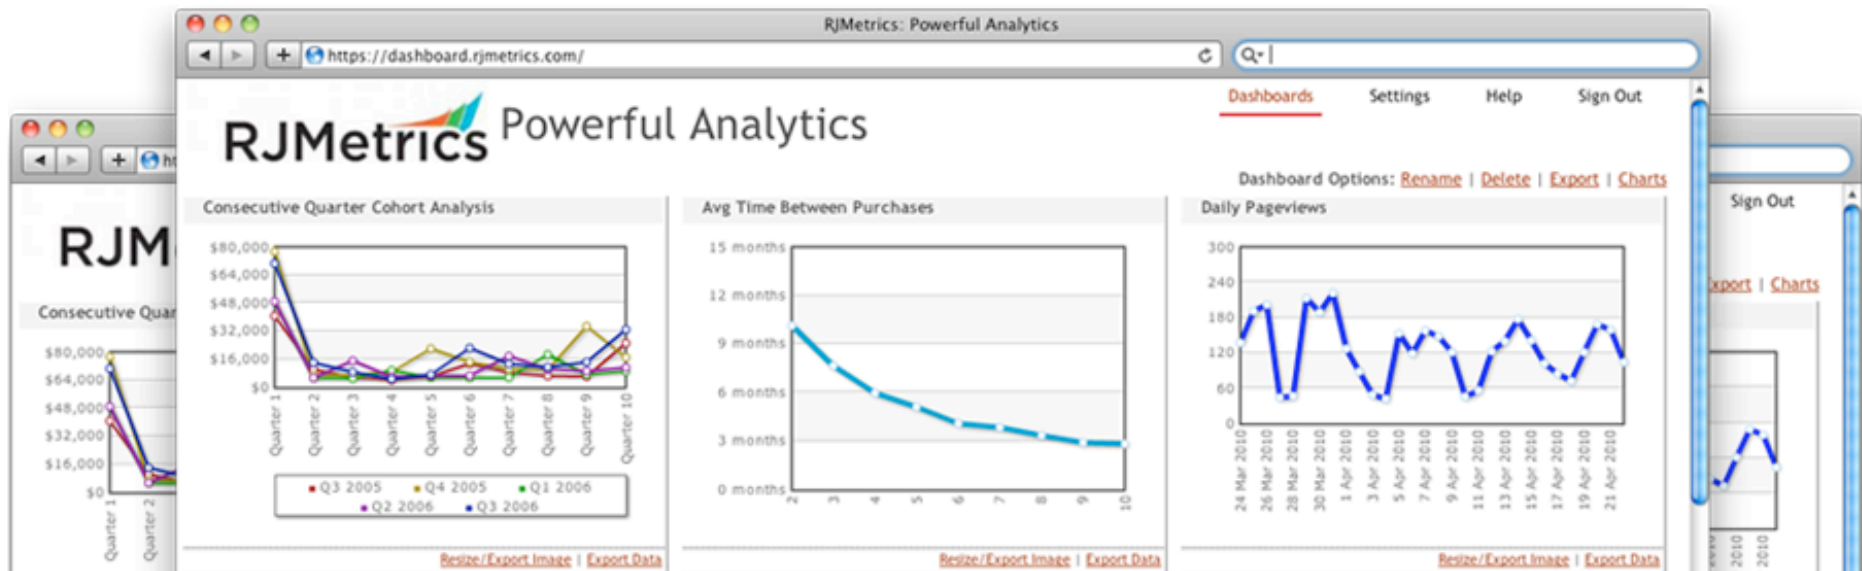 RJMetrics: Powerful Analytics
https://dashboard.rjmetrics.com/
Dashboards Settings Help Sign Out
RJMetrics Powerful Analytics
Dashboard Options: Rename | Delete | Export | Charts
Consecutive Quarter Cohort Analysis
$80,000
$64,000
$48,000
$32,000
$16,000
$0
Quarter 1
Quarter 2
Quarter 3
Quarter 4
Quarter 5
Quarter 6
Quarter 7
Quarter 8
Quarter 9
Quarter 10
Q3 2005 Q4 2005 Q1 2006
Q2 2006 Q3 2006
Resize/Export Image | Export Data
Avg Time Between Purchases
15 months
12 months
9 months
6 months
3 months
0 months
2
3
4
5
6
7
8
9
10
Resize/Export Image | Export Data
Daily Pageviews
300
240
180
120
60
0
24 Mar 2010
26 Mar 2010
28 Mar 2010
30 Mar 2010
1 Apr 2010
3 Apr 2010
5 Apr 2010
7 Apr 2010
9 Apr 2010
11 Apr 2010
13 Apr 2010
15 Apr 2010
17 Apr 2010
19 Apr 2010
21 Apr 2010
Resize/Export Image | Export Data
ht
RJM
Consecutive Quar
$80,000
$64,000
$48,000
$32,000
$16,000
$0
Quarter 1
Quarter 2
Sign Out
xport | Charts
2010
2010
2010